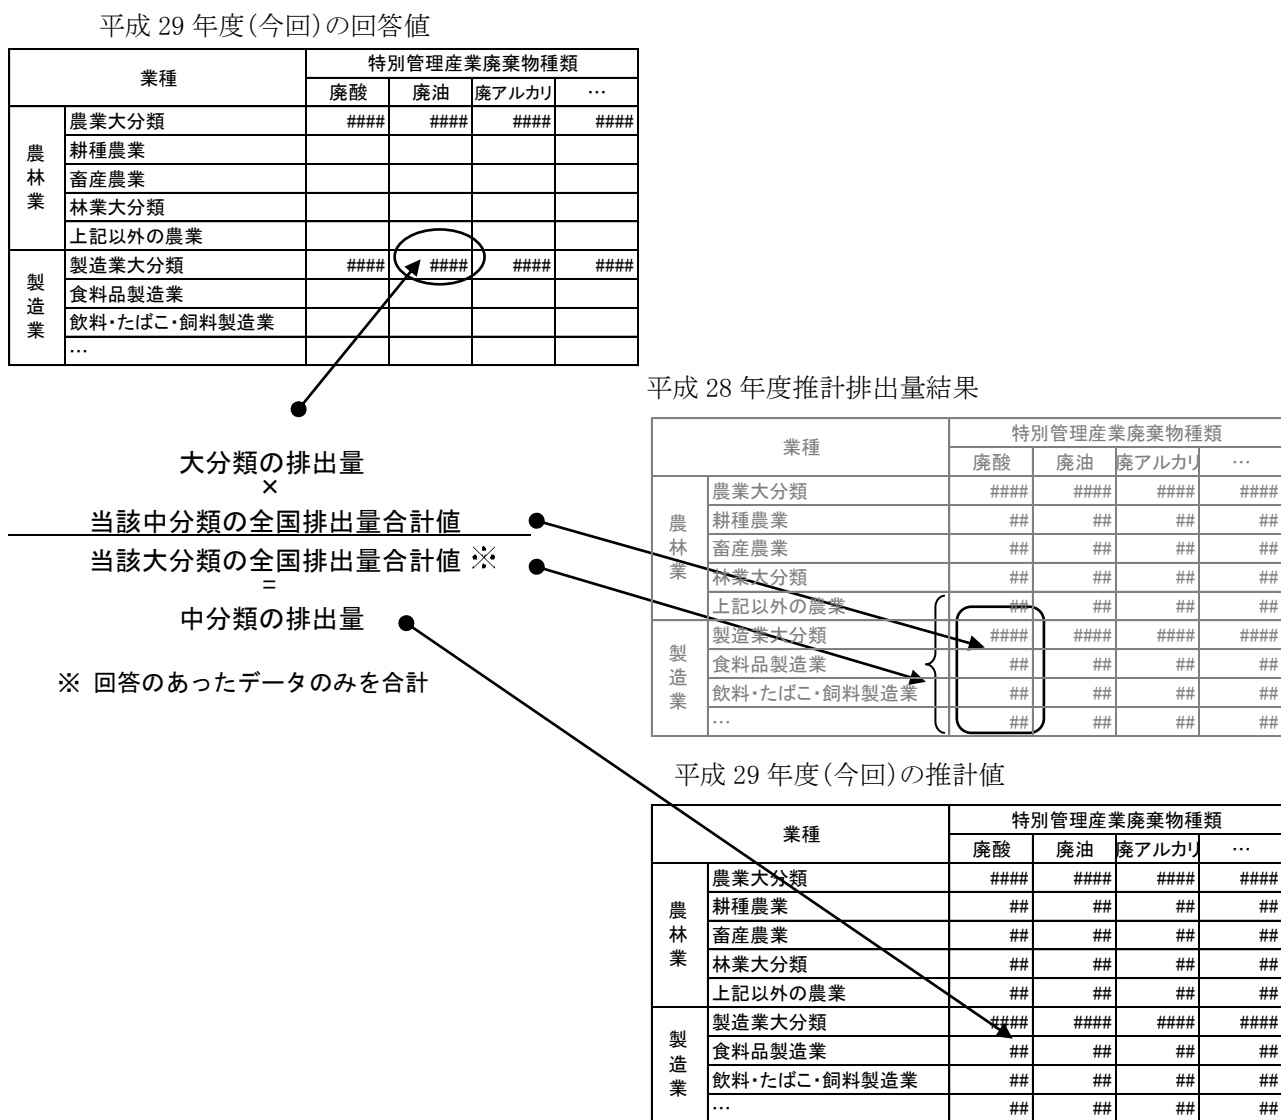 平成 29 年度(今回)の回答値
業種 特別管理産業廃棄物種類
廃酸 廃油 廃アルカリ …
農林業
農業大分類 #### #### #### ####
耕種農業
畜産農業
林業大分類
上記以外の農業
製造業
製造業大分類 #### #### #### ####
食料品製造業
飲料・たばこ・飼料製造業
…
大分類の排出量
×
当該中分類の全国排出量合計値
当該大分類の全国排出量合計値 ※
=
中分類の排出量
※ 回答のあったデータのみを合計
平成 28 年度推計排出量結果
業種 特別管理産業廃棄物種類
廃酸 廃油 廃アルカリ …
農林業
農業大分類 #### #### #### ####
耕種農業 ## ## ## ##
畜産農業 ## ## ## ##
林業大分類 ## ## ## ##
上記以外の農業 ## ## ## ##
製造業
製造業大分類 #### #### #### ####
食料品製造業 ## ## ## ##
飲料・たばこ・飼料製造業 ## ## ## ##
… ## ## ## ##
平成 29 年度(今回)の推計値
業種 特別管理産業廃棄物種類
廃酸 廃油 廃アルカリ …
農林業
農業大分類 #### #### #### ####
耕種農業 ## ## ## ##
畜産農業 ## ## ## ##
林業大分類 ## ## ## ##
上記以外の農業 ## ## ## ##
製造業
製造業大分類 #### #### #### ####
食料品製造業 ## ## ## ##
飲料・たばこ・飼料製造業 ## ## ## ##
… ## ## ## ##